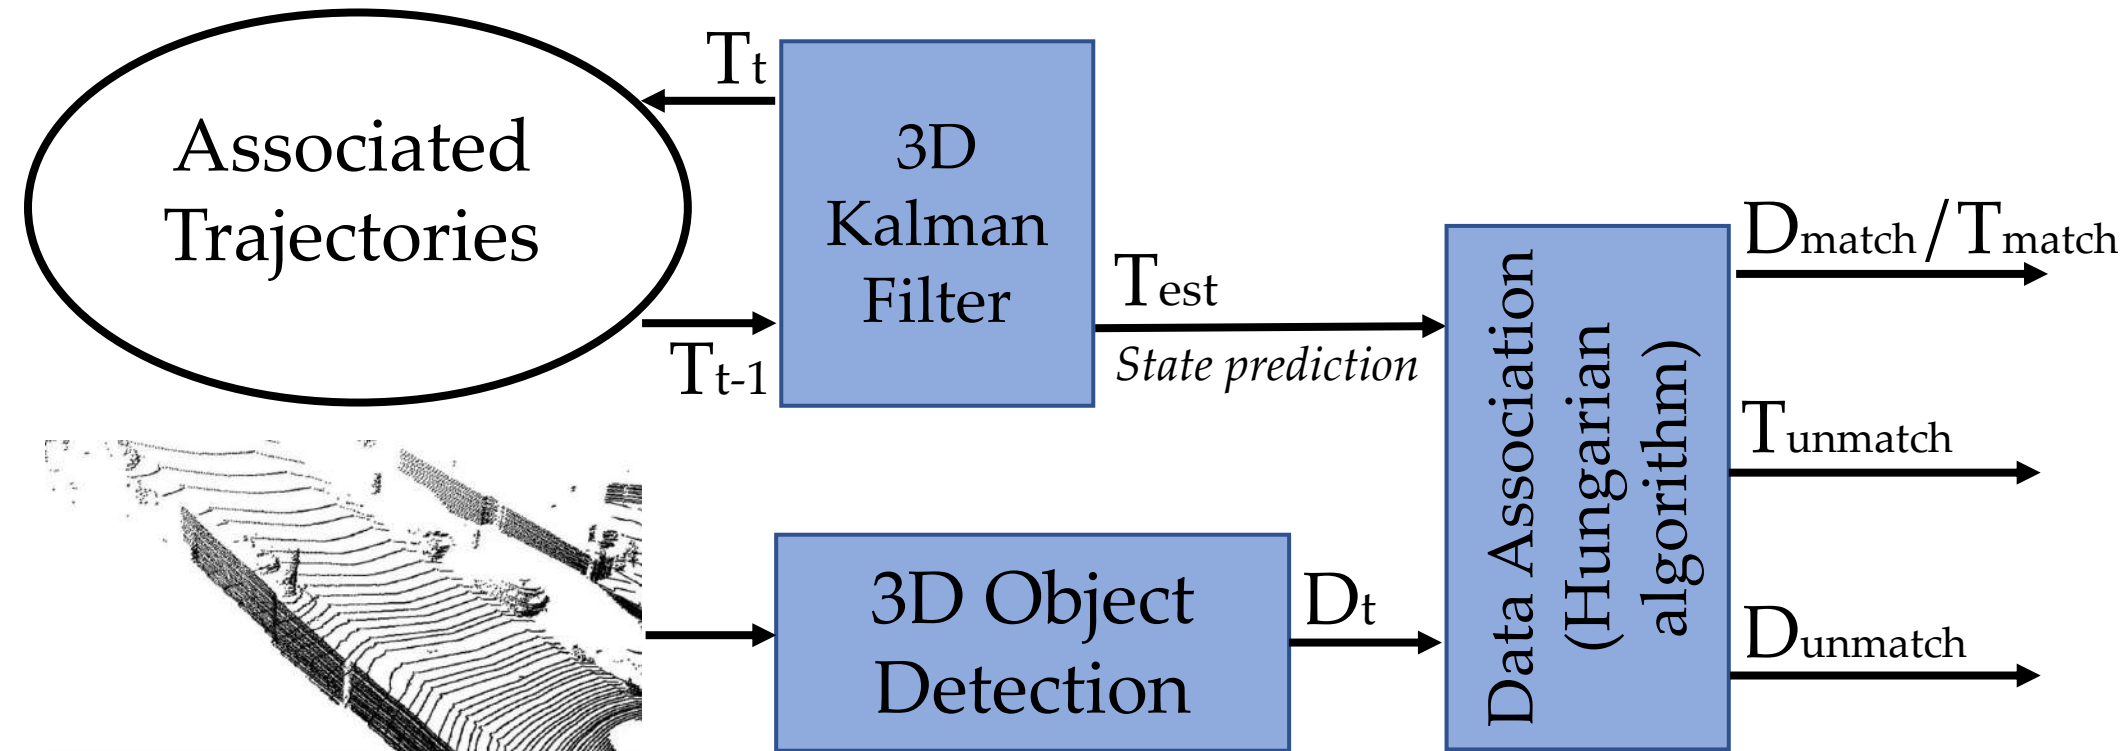 Tt
Associated
Trajectories
Tt-1
3D
Kalman
Filter
Test
State prediction
3D Object
Detection
Dt
Data Association
(Hungarian
algorithm)
Dmatch/Tmatch
Tunmatch
Dunmatch